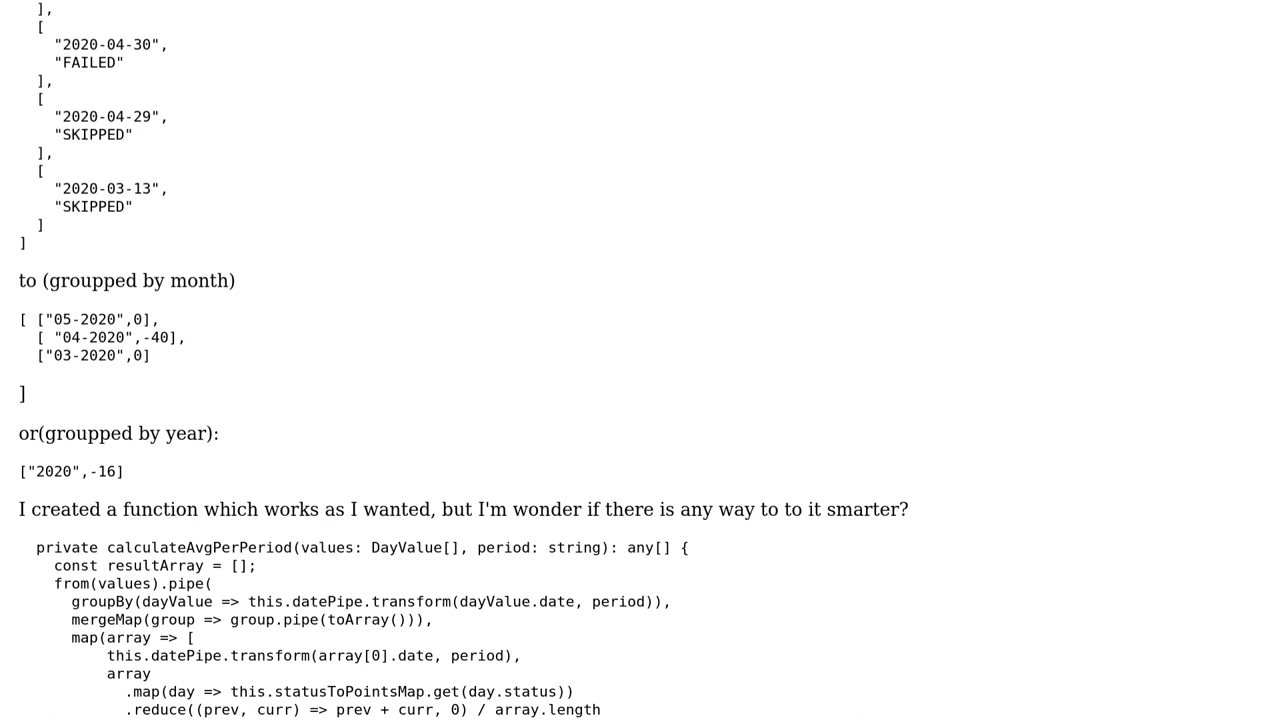 ],
[
"2020-04-30",
"FAILED"
],
[
"2020-04-29",
"SKIPPED"
],
[
"2020-03-13",
"SKIPPED"
]
]
to (groupped by month)
[ ["05-2020",0],
[ "04-2020",-40],
["03-2020",0]
]
or(groupped by year):
["2020",-16]
I created a function which works as I wanted, but I'm wonder if there is any way to to it smarter?
private calculateAvgPerPeriod(values: DayValue[], period: string): any[] {
const resultArray = [];
from(values).pipe(
groupBy(dayValue => this.datePipe.transform(dayValue.date, period)),
mergeMap(group => group.pipe(toArray())),
map(array => [
this.datePipe.transform(array[0].date, period),
array
.map(day => this.statusToPointsMap.get(day.status))
.reduce((prev, curr) => prev + curr, 0) / array.length